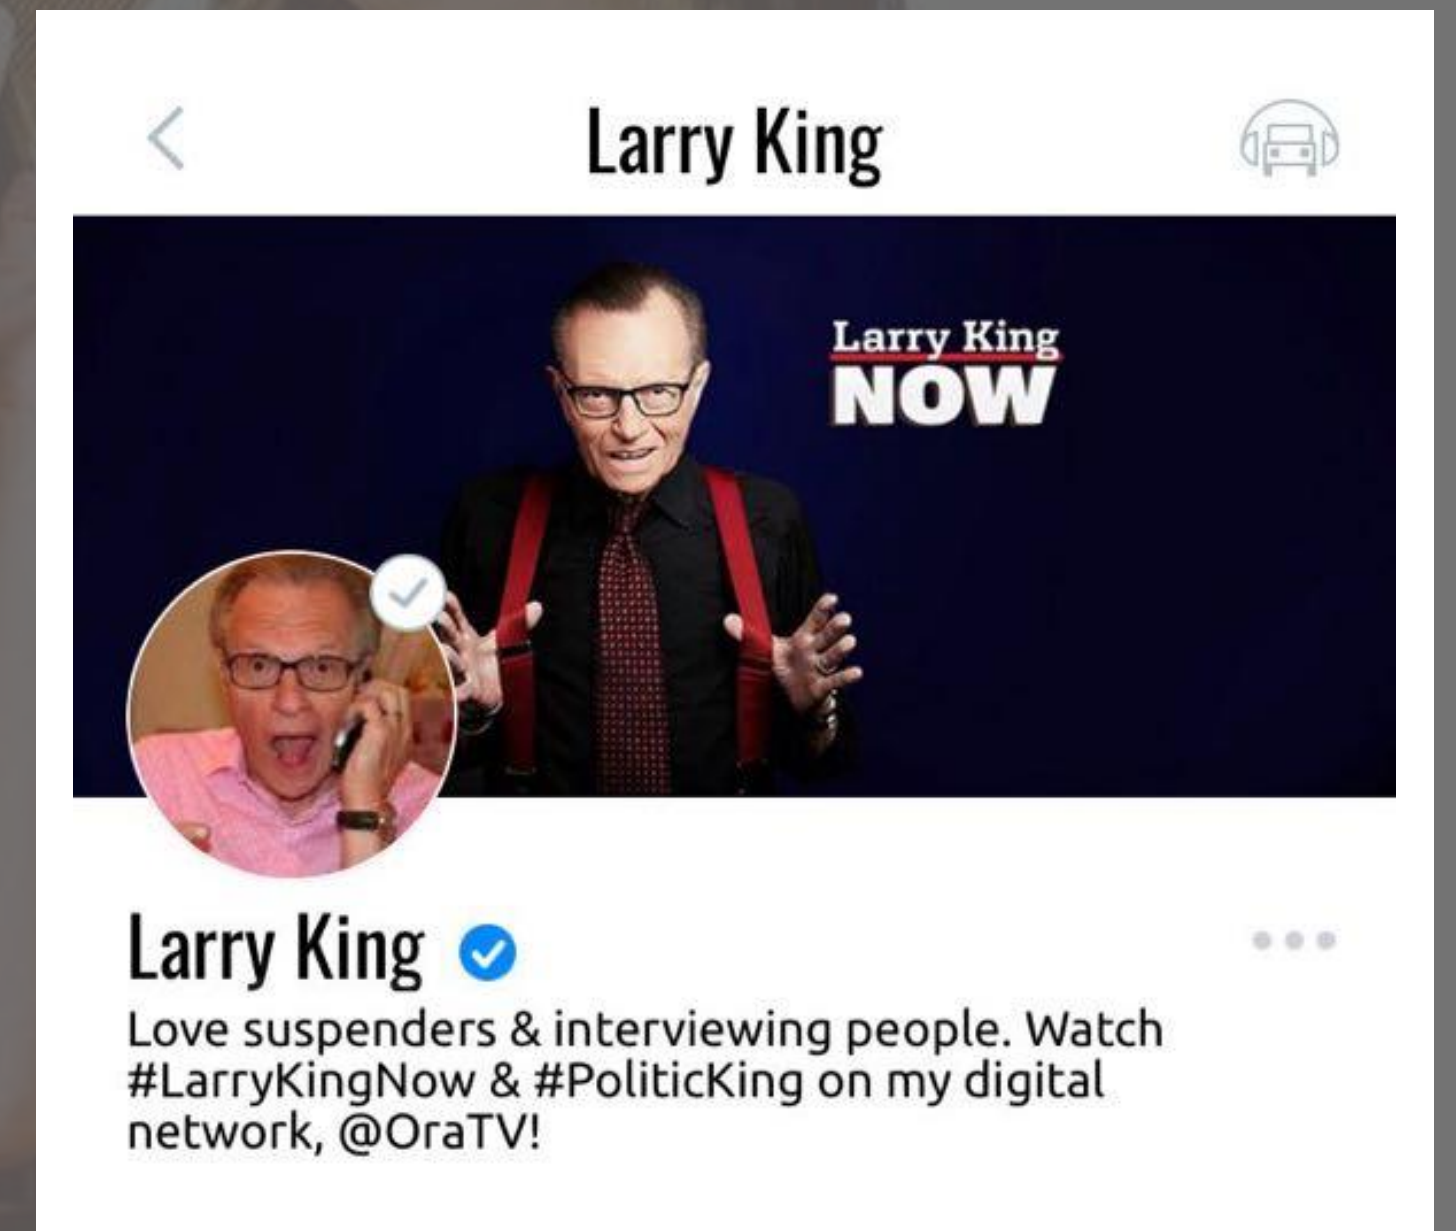 Larry King
Larry King
NOW
Larry King
Love suspenders & interviewing people. Watch
#LarryKingNow & #PoliticKing on my digital
network, @OraTV!